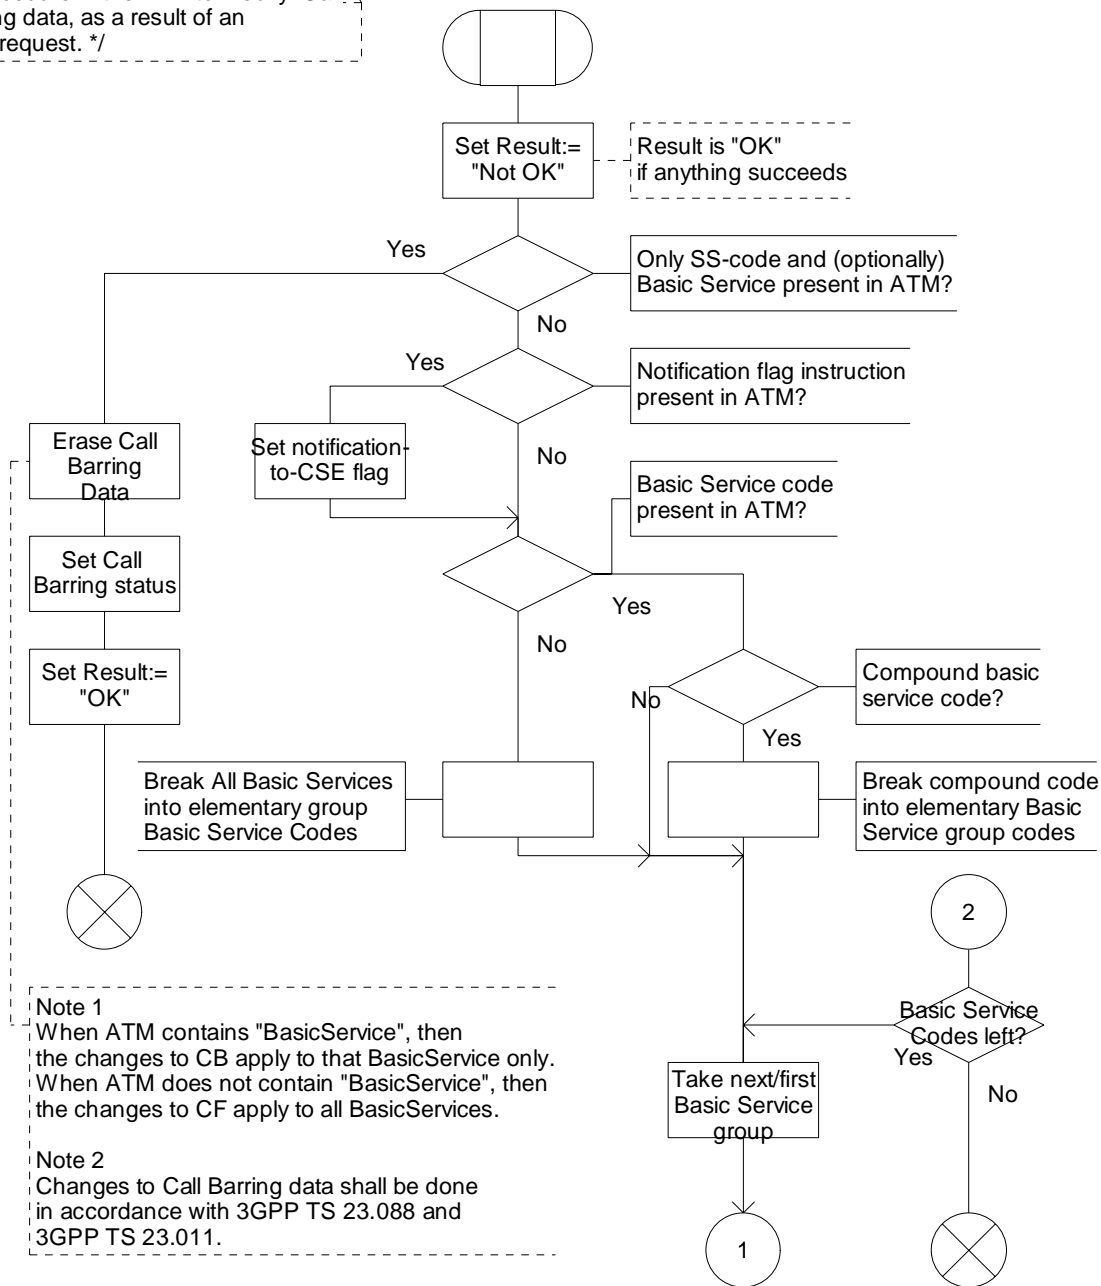 ng data, as a result of an
request. */
Set Result:=
"Not OK"
Result is "OK"
if anything succeeds
Yes
Only SS-code and (optionally)
Basic Service present in ATM?
No
Yes
Notification flag instruction
present in ATM?
Erase Call
Barring
Data
Set notification-
to-CSE flag
No
Basic Service code
present in ATM?
Set Call
Barring status
Yes
No
Set Result:=
"OK"
Compound basic
service code?
No
Yes
Break All Basic Services
into elementary group
Basic Service Codes
Break compound code
into elementary Basic
Service group codes
2
Note 1
When ATM contains "BasicService", then
the changes to CB apply to that BasicService only.
When ATM does not contain "BasicService", then
the changes to CF apply to all BasicServices.
Basic Service
Codes left?
Yes
Take next/first
Basic Service
group
No
Note 2
Changes to Call Barring data shall be done
in accordance with 3GPP TS 23.088 and
3GPP TS 23.011.
1